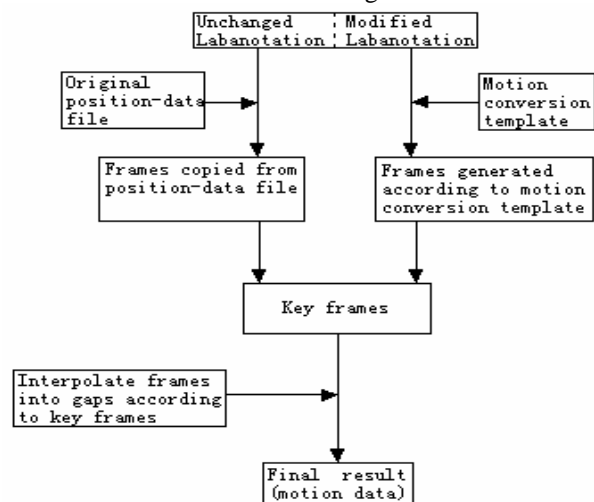 Unchanged Labanotation
Modified Labanotation
Original
position-data
file
Motion
conversion
template
Frames copied from
position-data file
Frames generated
according to motion
conversion template
Key frames
Interpolate frames
into gaps according
to key frames
Final result
(motion data)